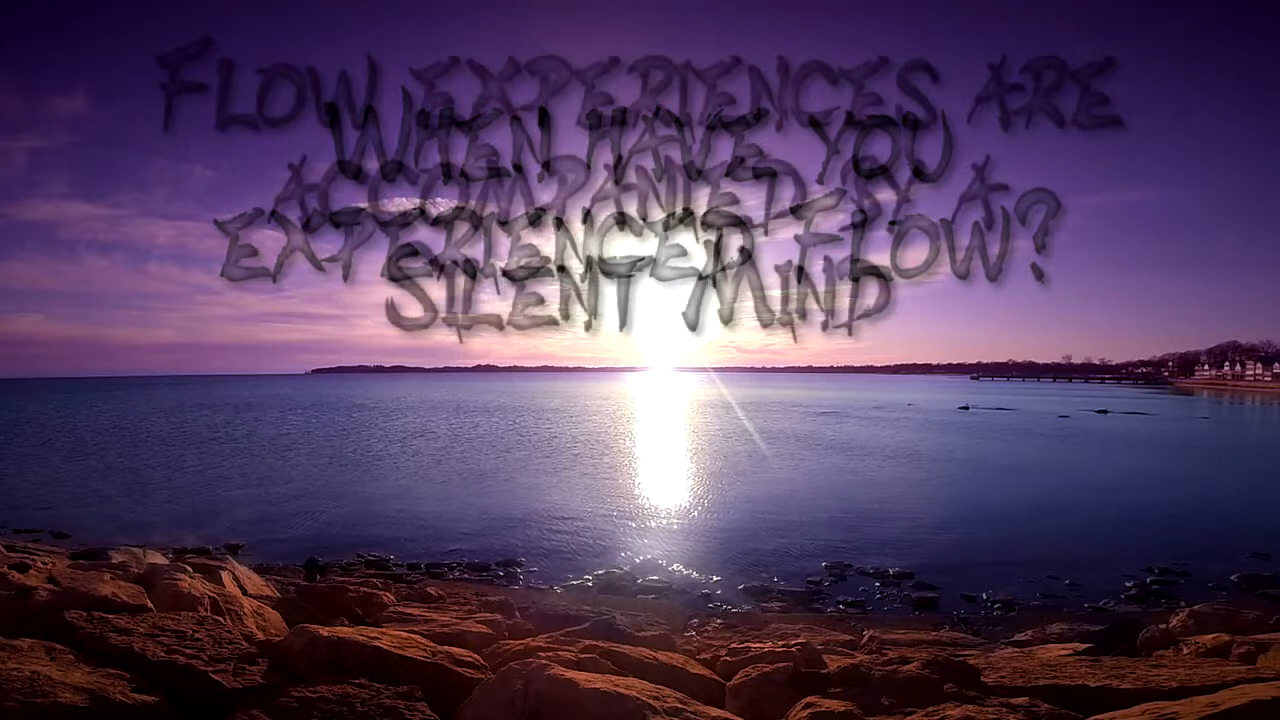 Flow experiences are
When have you
accompanied by a
experienced flow?
silent mind